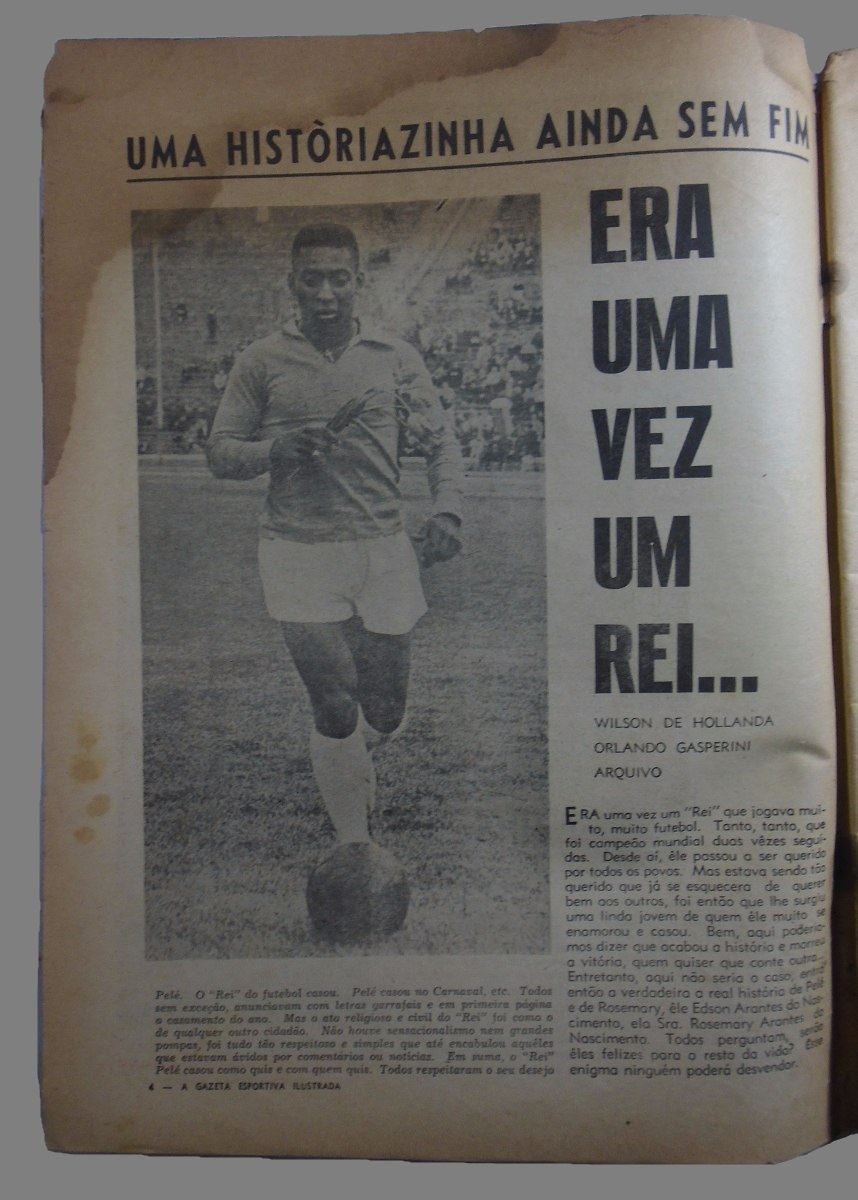 UMA HISTÒRIAZINHA AINDA SEM FIM
ERA
UMA
VEZ
UM
REI...
WILSON DE HOLLANDA
ORLANDO GASPERINI
ARQUIVO
ERA uma vez um "Rei" que jogava mui-
to, muito futebol. Tanto, tanto, que
foi campeão mundial duas vêzes segui-
das. Desde aí, êle passou a ser querido
por todos os povos. Mas estava sendo tão
querido que já se esquecera de querer
bem aos outros, foi então que lhe surgiu
uma linda jovem de quem êle muito se
enamorou e casou. Bem, aqui podería-
mos dizer que acabou a história e morreu
a vitória, quem quiser que conte outra...
Entretanto, aqui não seria o caso, entra
então a verdadeira a real história de Pelé
e de Rosemary, êle Edson Arantes do Nas-
cimento, ela Sra. Rosemary Arantes do
Nascimento. Todos perguntam, serão
êles felizes para o resto da vida? Esse
enigma ninguém poderá desvendar.
Pelé. O "Rei" do futebol casou. Pelé casou no Carnaval, etc. Todos
sem exceção, anunciavam com letras garrafais e em primeira página
o casamento do ano. Mas o ato religioso e civil do "Rei" foi como o
de qualquer outro cidadão. Não houve sensacionalismo nem grandes
pompas, foi tudo tão respeitoso e simples que até encabulou aquêles
que estavam ávidos por comentários ou notícias. Em suma, o "Rei"
Pelé casou como quis e com quem quis. Todos respeitaram o seu desejo
4 — A GAZETA ESPORTIVA ILUSTRADA